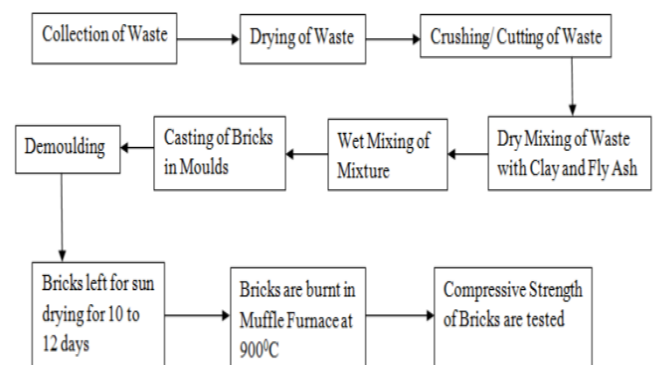 Collection of Waste
Drying of Waste
Crushing/ Cutting of Waste
Dry Mixing of Waste
with Clay and Fly Ash
Wet Mixing of
Mixture
Casting of Bricks
in Moulds
Demoulding
Bricks left for sun
drying for 10 to
12 days
Bricks are burnt in
Muffle Furnace at
900⁰C
Compressive Strength
of Bricks are tested